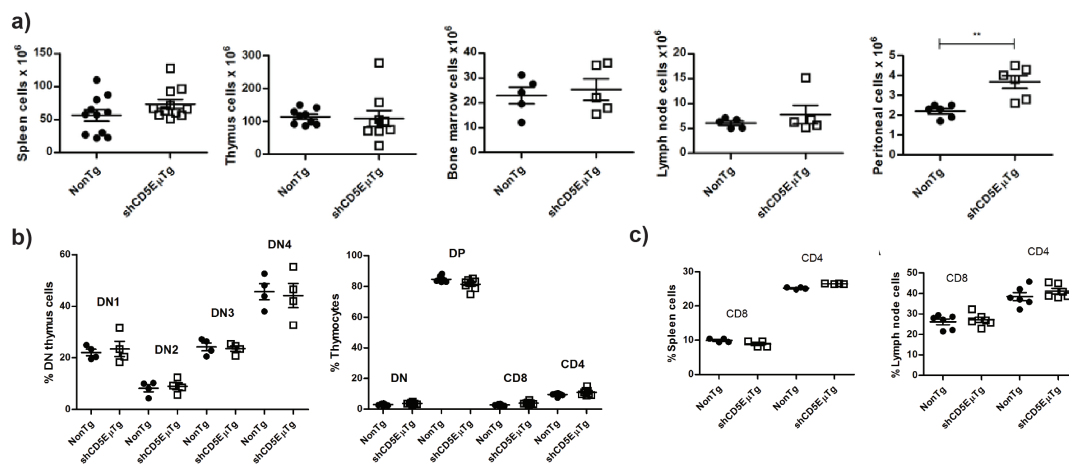 a)
Spleen cells x 10⁶
150
100
50
0
NonTg
shCD5EμTg
Thymus cells x 10⁶
300
200
100
0
NonTg
shCD5EμTg
Bone marrow cells x10⁶
40
30
20
10
0
NonTg
shCD5EμTg
Lymph node cells x10⁶
20
15
10
5
0
NonTg
shCD5EμTg
Peritoneal cells x 10⁶
5
4
3
2
1
0
**
NonTg
shCD5EμTg
b)
% DN thymus cells
60
40
20
0
DN1
DN2
DN3
DN4
NonTg
shCD5EμTg
NonTg
shCD5EμTg
NonTg
shCD5EμTg
NonTg
shCD5EμTg
% Thymocytes
100
80
60
40
20
0
DN
DP
CD8
CD4
NonTg
shCD5EμTg
NonTg
shCD5EμTg
NonTg
shCD5EμTg
NonTg
shCD5EμTg
c)
%Spleen cells
30
20
10
0
CD8
CD4
NonTg
shCD5EμTg
NonTg
shCD5EμTg
%Lymph node cells
50
40
30
20
10
0
CD8
CD4
NonTg
shCD5EμTg
NonTg
shCD5EμTg